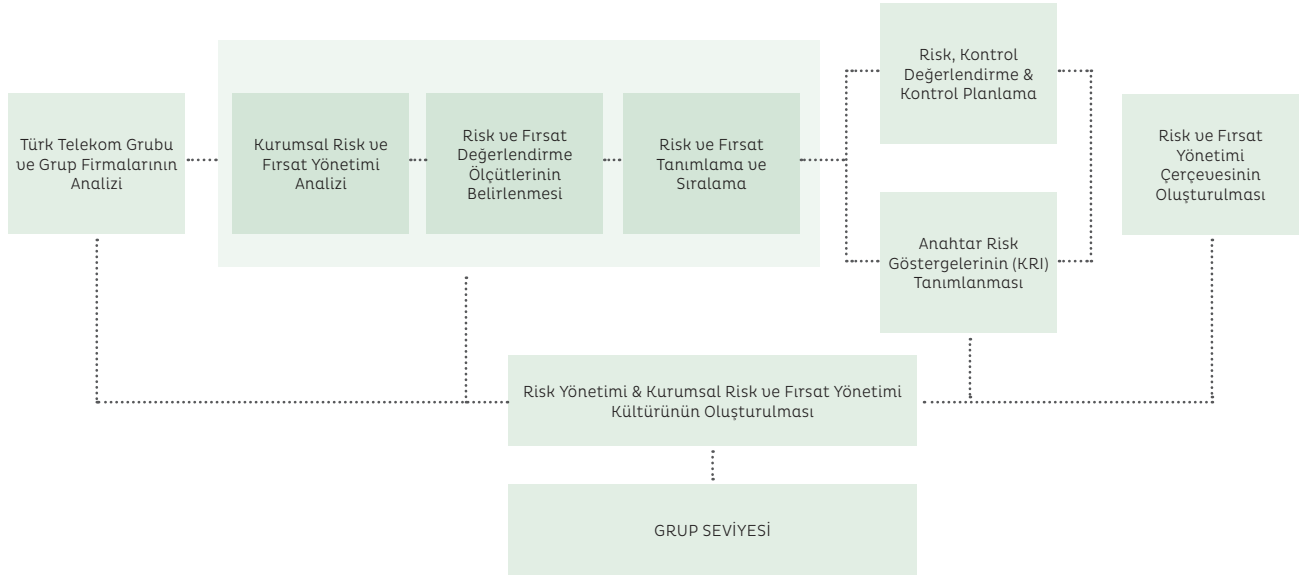 Türk Telekom Grubu
ve Grup Firmalarının
Analizi
Kurumsal Risk ve
Fırsat Yönetimi
Analizi
Risk ve Fırsat
Değerlendirme
Ölçütlerinin
Belirlenmesi
Risk ve Fırsat
Tanımlama ve
Sıralama
Risk, Kontrol
Değerlendirme &
Kontrol Planlama
Anahtar Risk
Göstergelerinin (KRI)
Tanımlanması
Risk ve Fırsat
Yönetimi
Çerçevesinin
Oluşturulması
Risk Yönetimi & Kurumsal Risk ve Fırsat Yönetimi
Kültürünün Oluşturulması
GRUP SEVİYESİ